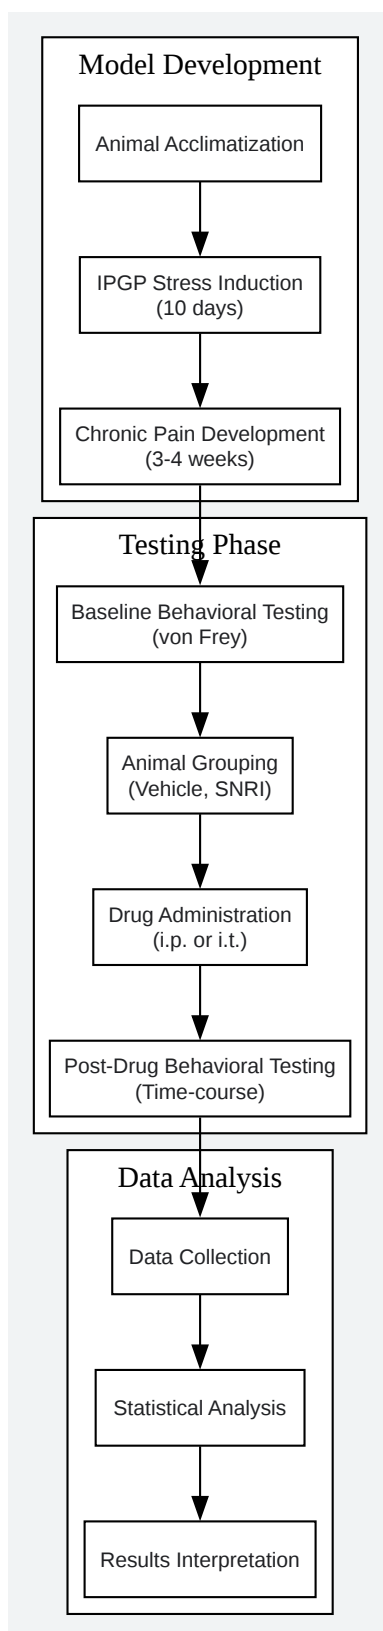 Model Development
Animal Acclimatization
IPGP Stress Induction
(10 days)
Chronic Pain Development
(3-4 weeks)
Testing Phase
Baseline Behavioral Testing
(von Frey)
Animal Grouping
(Vehicle, SNRI)
Drug Administration
(i.p. or i.t.)
Post-Drug Behavioral Testing
(Time-course)
Data Analysis
Data Collection
Statistical Analysis
Results Interpretation